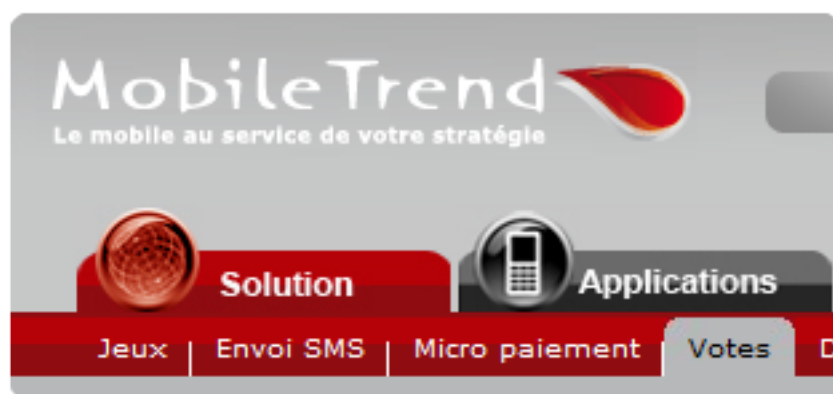 MobileTrend
Le mobile au service de votre stratégie
Solution
Applications
Jeux | Envoi SMS | Micro paiement | Votes